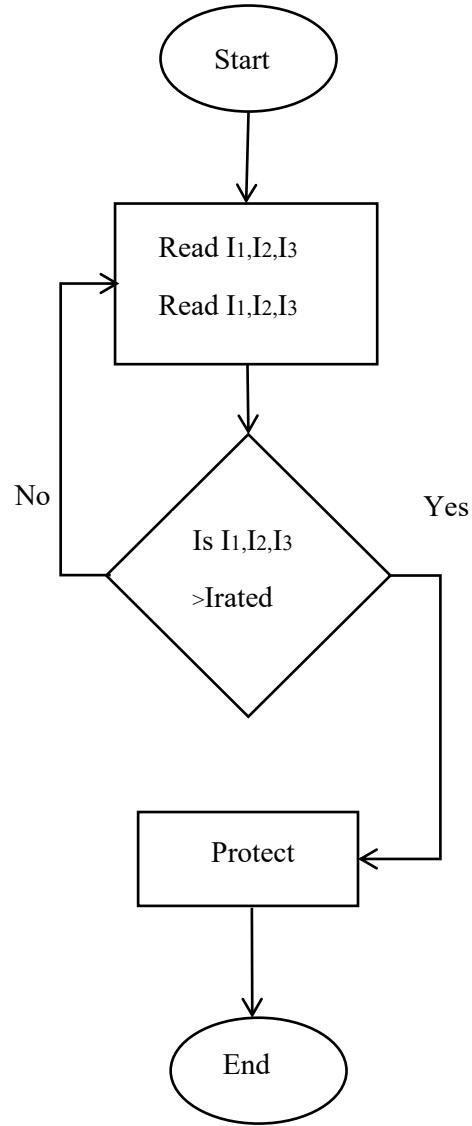 Start
Read I1,I2,I3
Read I1,I2,I3
No
Yes
Is I1,I2,I3
>Irated
Protect
End